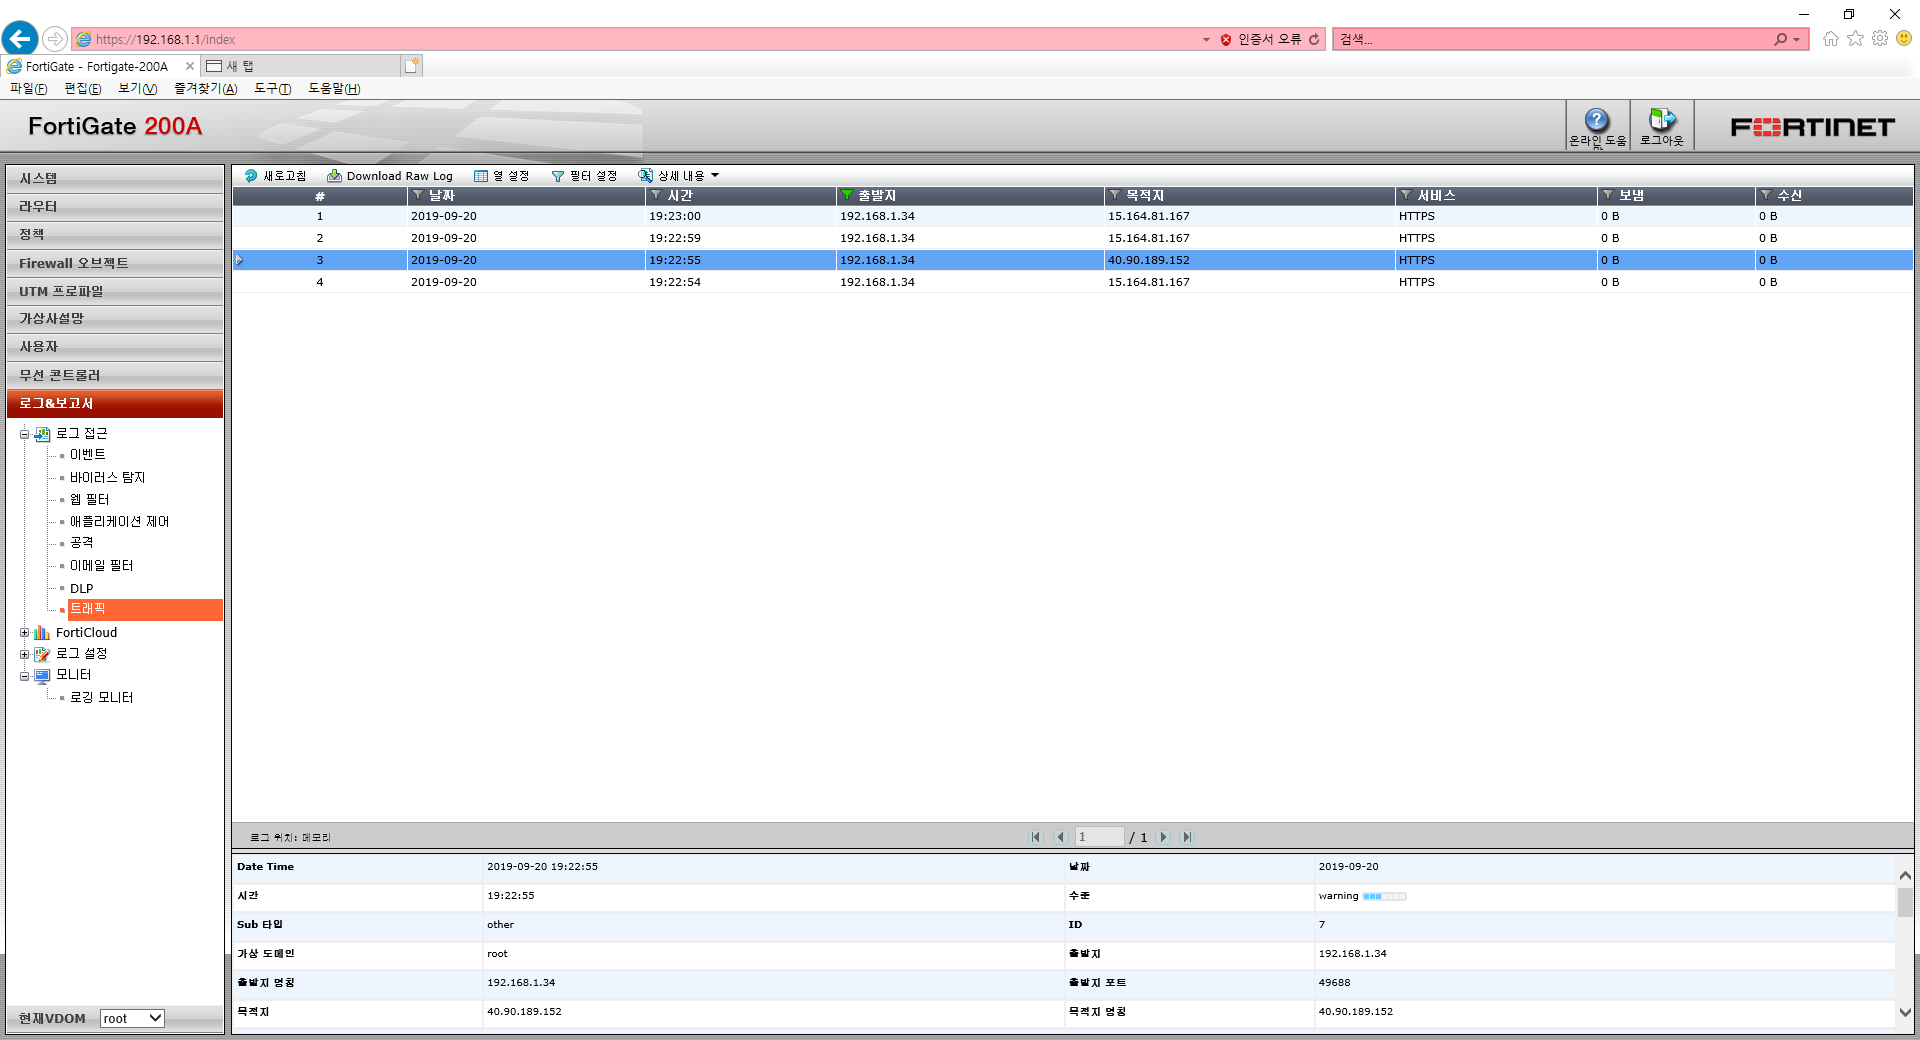 https://192.168.1.1/index
인증서 오류
검색...
FortiGate - Fortigate-200A
새 탭
파일(F) 편집(E) 보기(V) 즐겨찾기(A) 도구(T) 도움말(H)
FortiGate 200A
온라인 도움
로그아웃
FORTINET
시스템
라우터
정책
Firewall 오브젝트
UTM 프로파일
가상사설망
사용자
무선 콘트롤러
로그&보고서
로그 접근
이벤트
바이러스 탐지
웹 필터
애플리케이션 제어
공격
이메일 필터
DLP
트래픽
FortiCloud
로그 설정
모니터
로깅 모니터
현재VDOM root
새로고침 Download Raw Log 열 설정 필터 설정 상세 내용
# 날짜 시간 출발지 목적지 서비스 보냄 수신
1 2019-09-20 19:23:00 192.168.1.34 15.164.81.167 HTTPS 0 B 0 B
2 2019-09-20 19:22:59 192.168.1.34 15.164.81.167 HTTPS 0 B 0 B
3 2019-09-20 19:22:55 192.168.1.34 40.90.189.152 HTTPS 0 B 0 B
4 2019-09-20 19:22:54 192.168.1.34 15.164.81.167 HTTPS 0 B 0 B
로그 위치: 메모리
1 / 1
Date Time 2019-09-20 19:22:55 날짜 2019-09-20
시간 19:22:55 수준 warning
Sub 타입 other ID 7
가상 도메인 root 출발지 192.168.1.34
출발지 명칭 192.168.1.34 출발지 포트 49688
목적지 40.90.189.152 목적지 명칭 40.90.189.152